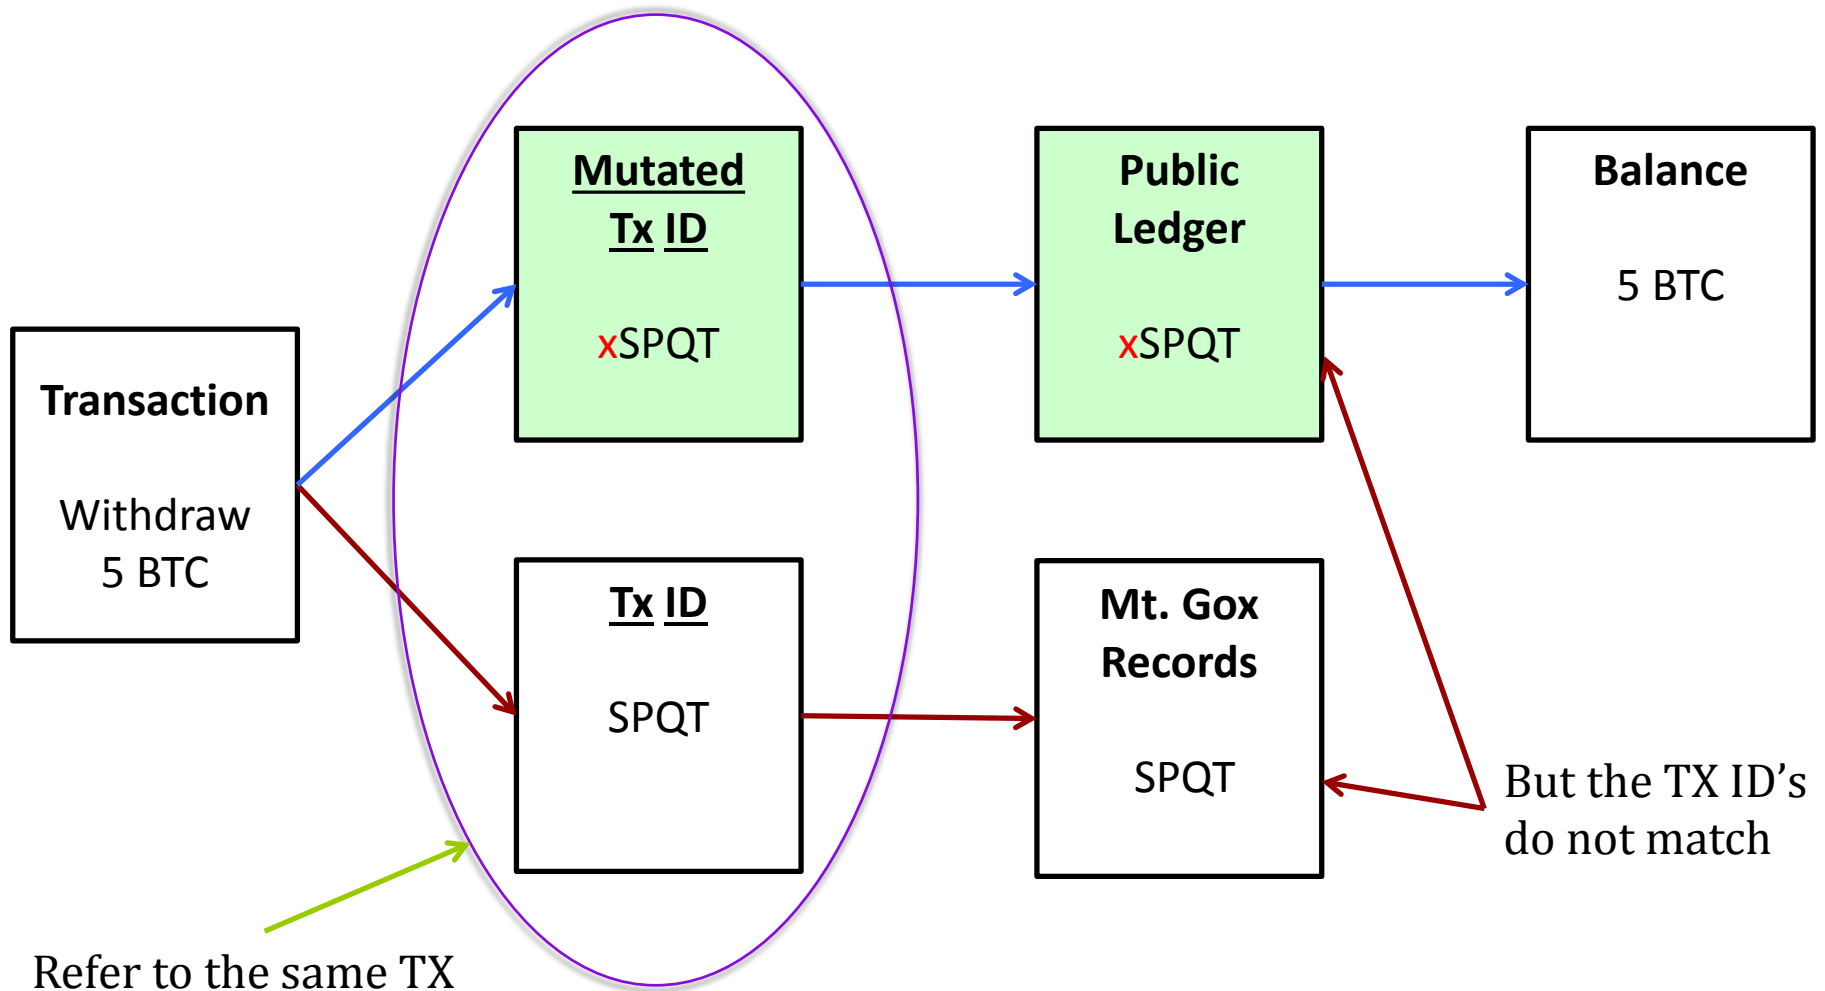 Transaction
Withdraw
5 BTC
Mutated
Tx ID
xSPQT
Public
Ledger
xSPQT
Balance
5 BTC
Tx ID
SPQT
Mt. Gox
Records
SPQT
But the TX ID’s
do not match
Refer to the same TX